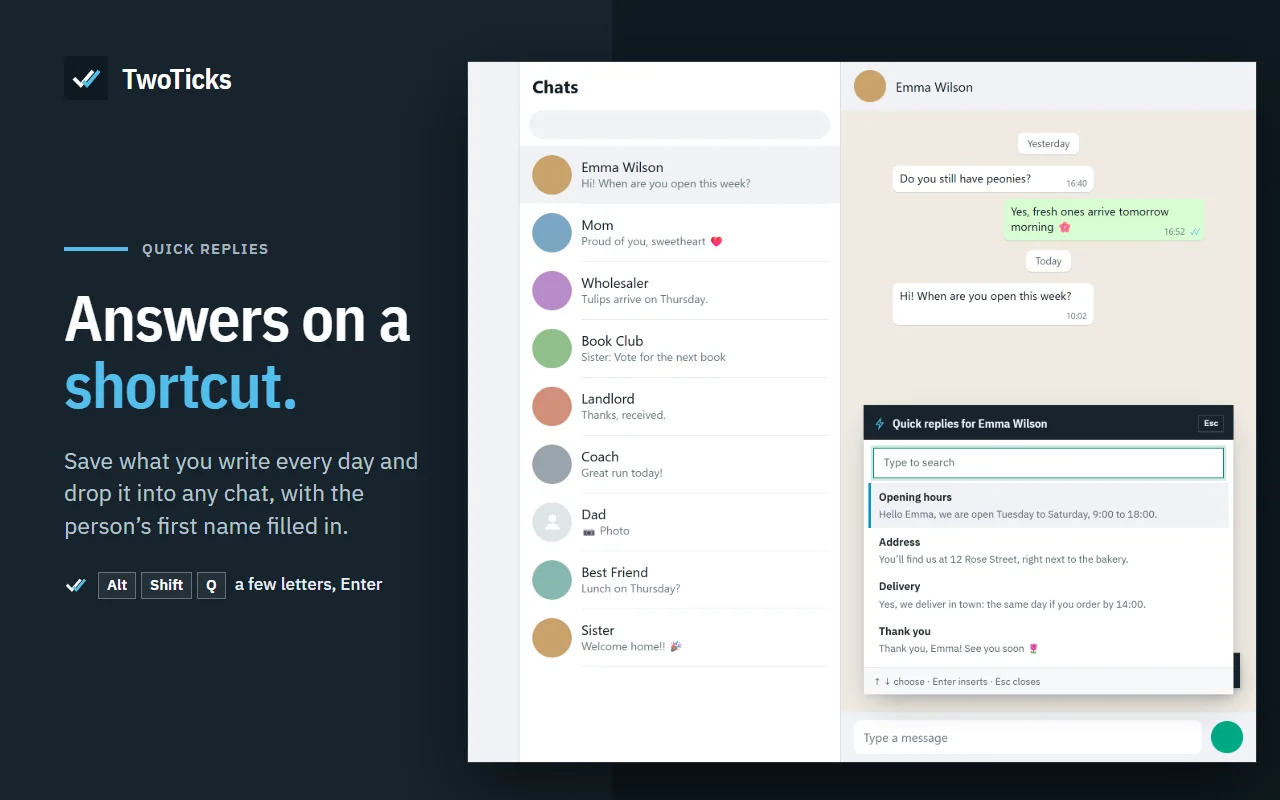 TwoTicks
QUICK REPLIES
Answers on a
shortcut.
Save what you write every day and
drop it into any chat, with the
person’s first name filled in.
Alt Shift Q a few letters, Enter
Chats
Emma Wilson
Hi! When are you open this week?
Mom
Proud of you, sweetheart ❤️
Wholesaler
Tulips arrive on Thursday.
Book Club
Sister: Vote for the next book
Landlord
Thanks, received.
Coach
Great run today!
Dad
📷 Photo
Best Friend
Lunch on Thursday?
Sister
Welcome home!! 🎉
Emma Wilson
Yesterday
Do you still have peonies?
16:40
Yes, fresh ones arrive tomorrow
morning 🌸
16:52
Today
Hi! When are you open this week?
10:02
Quick replies for Emma Wilson
Esc
Type to search
Opening hours
Hello Emma, we are open Tuesday to Saturday, 9:00 to 18:00.
Address
You’ll find us at 12 Rose Street, right next to the bakery.
Delivery
Yes, we deliver in town: the same day if you order by 14:00.
Thank you
Thank you, Emma! See you soon 🌷
↑ ↓ choose · Enter inserts · Esc closes
Type a message